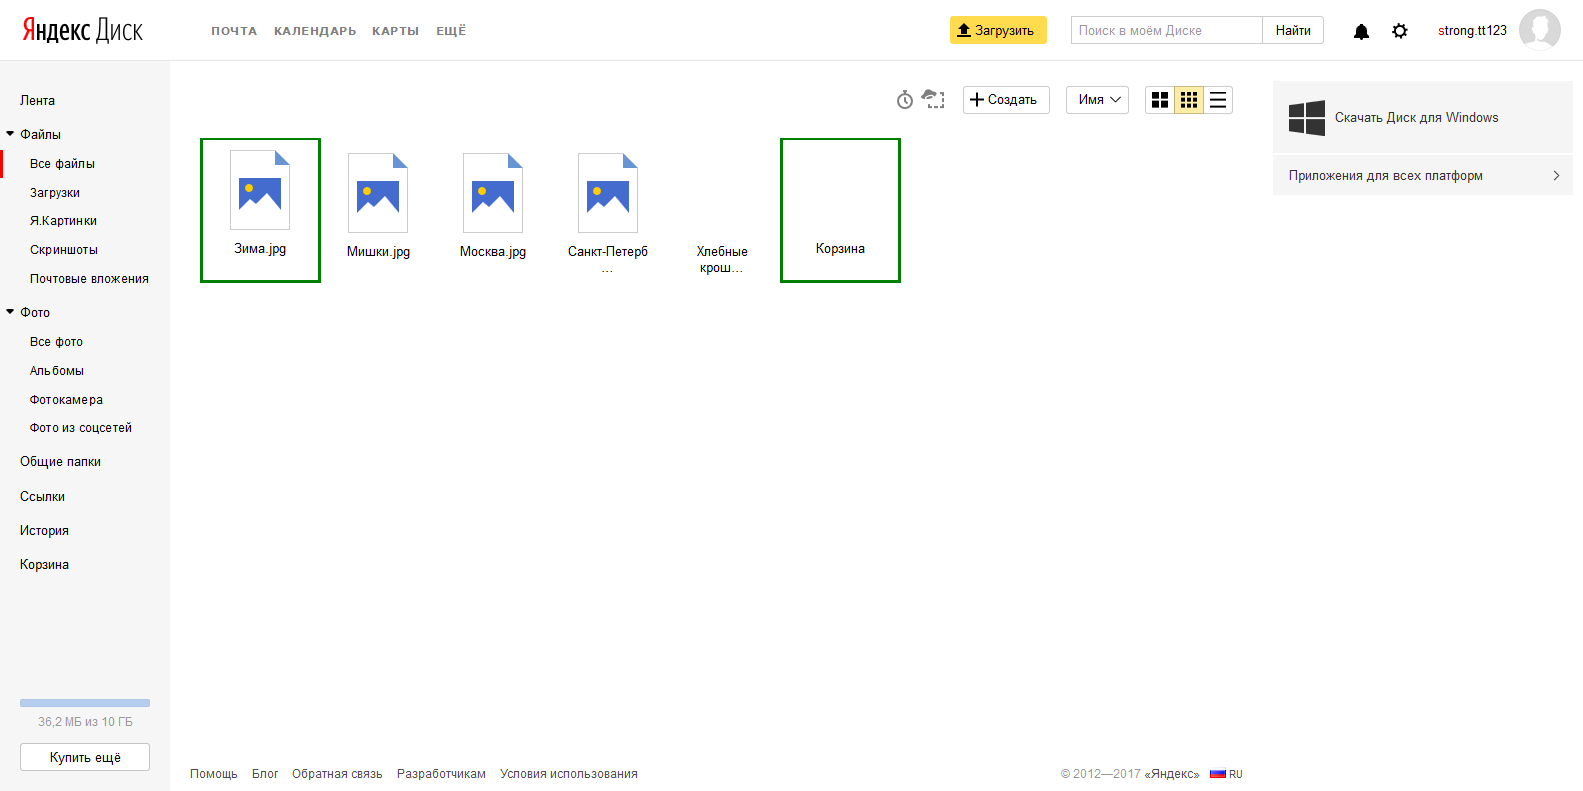 Яндекс Диск
ПОЧТА КАЛЕНДАРЬ КАРТЫ ЕЩЁ
Загрузить
Поиск в моём Диске
Найти
strong.tt123
Лента
Файлы
Все файлы
Загрузки
Я.Картинки
Скриншоты
Почтовые вложения
Фото
Все фото
Альбомы
Фотокамера
Фото из соцсетей
Общие папки
Ссылки
История
Корзина
36,2 МБ из 10 ГБ
Купить ещё
Создать
Имя
Зима.jpg
Мишки.jpg
Москва.jpg
Санкт-Петерб
...
Хлебные
крош...
Корзина
Скачать Диск для Windows
Приложения для всех платформ
Помощь Блог Обратная связь Разработчикам Условия использования
© 2012—2017 «Яндекс» RU